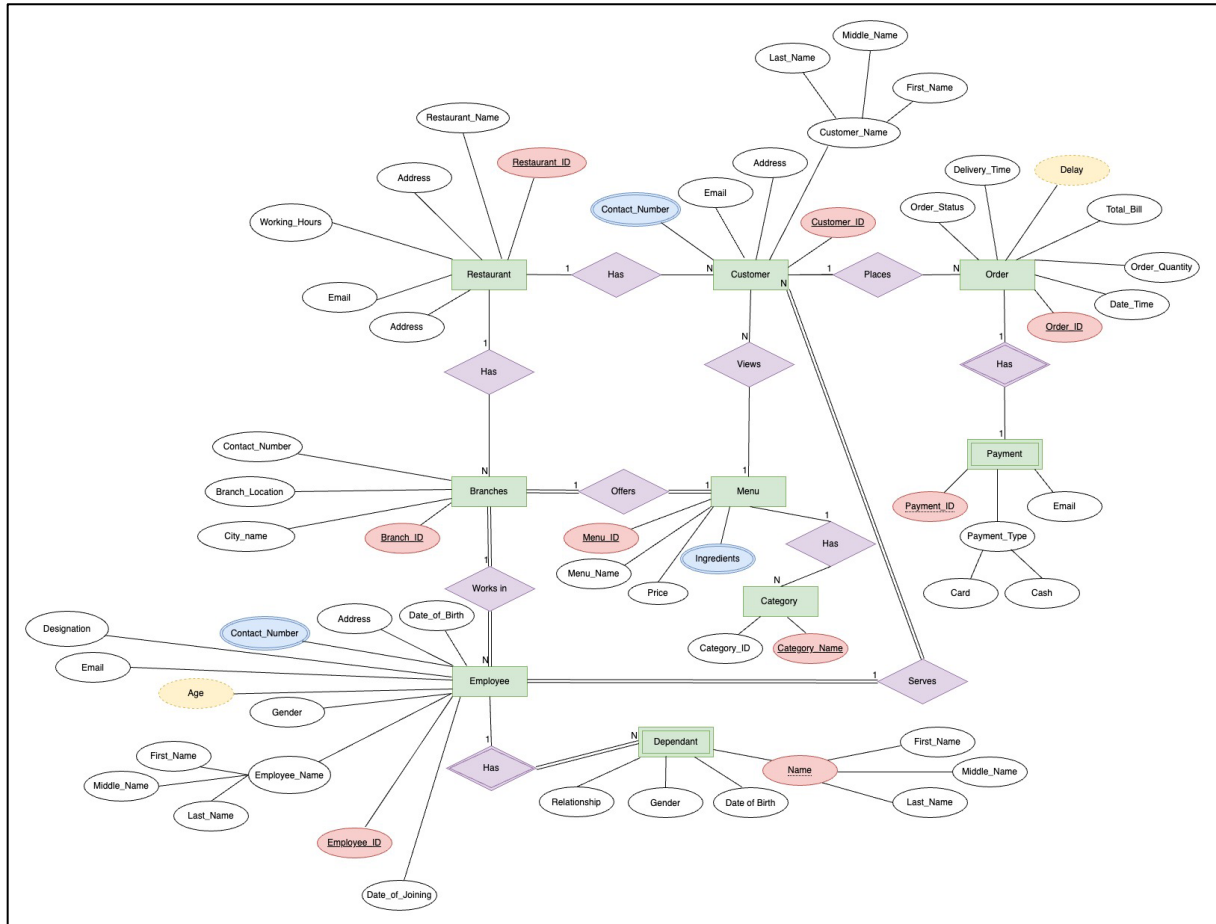 Middle_Name
Last_Name
First_Name
Restaurant_Name
Customer_Name
Restaurant_ID
Address
Delivery_Time
Delay
Address
Email
Contact_Number
Order_Status
Total_Bill
Working_Hours
Customer_ID
Restaurant
1
Has
N
Customer
1
Places
N
Order
Order_Quantity
N
Email
Date_Time
Address
Order_ID
1
N
1
Has
Views
Has
Contact_Number
1
1
Payment
N
Branch_Location
Branches
1
Offers
1
Menu
Payment_ID
Email
City_name
Branch_ID
Menu_ID
1
Payment_Type
Has
Ingredients
Menu_Name
Price
Card
Cash
Works in
N
Category
Date_of_Birth
Address
Designation
Contact_Number
Category_ID
Category_Name
Email
N
Employee
1
1
Serves
Age
Gender
1
N
Dependant
First_Name
First_Name
Has
Name
Middle_Name
Middle_Name
Employee_Name
Relationship
Gender
Date of Birth
Last_Name
Last_Name
Employee_ID
Date_of_Joining